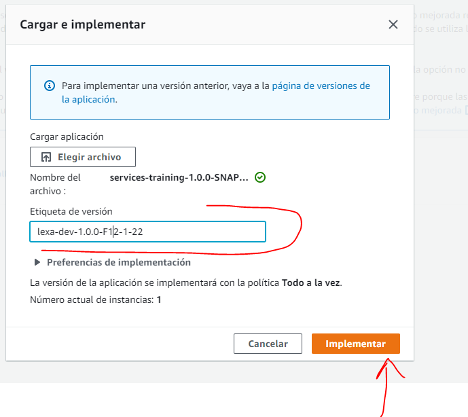 Cargar e implementar
Para implementar una versión anterior, vaya a la página de versiones de
la aplicación.
Cargar aplicación
Elegir archivo
Nombre del
archivo :
services-training-1.0.0-SNAP...
Etiqueta de versión
lexa-dev-1.0.0-F12-1-22
Preferencias de implementación
La versión de la aplicación se implementará con la política Todo a la vez.
Número actual de instancias: 1
Cancelar
Implementar